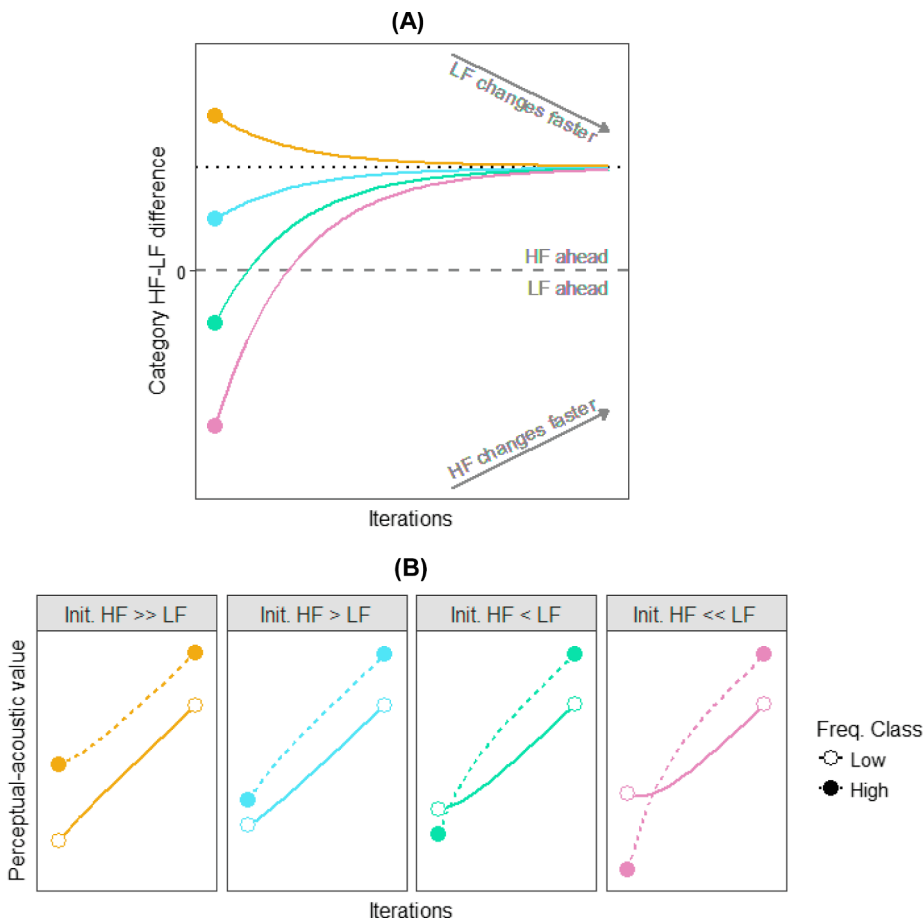 (A)
LF changes faster
Category HF-LF difference
HF ahead
0
LF ahead
HF changes faster
Iterations
(B)
Init. HF >> LF
Init. HF > LF
Init. HF < LF
Init. HF << LF
Perceptual-acoustic value
Freq. Class
Low
High
Iterations